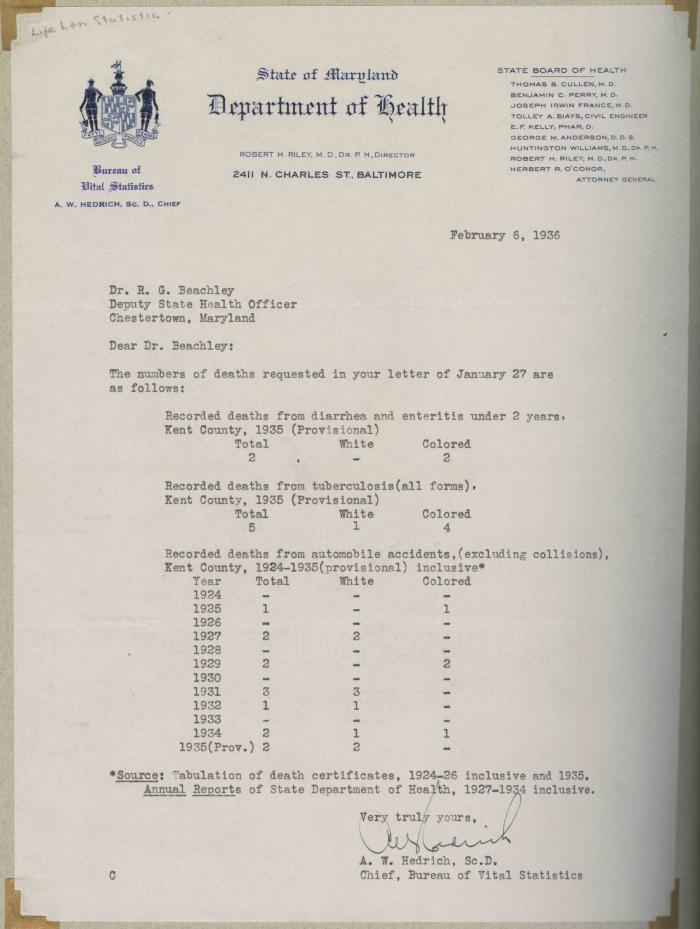 Life & Loss Statistics
State of Maryland
Department of Health
ROBERT H. RILEY, M. D., DR. P. H., DIRECTOR
2411 N. CHARLES ST., BALTIMORE
Bureau of
Vital Statistics
A. W. HEDRICH, SC. D., CHIEF
STATE BOARD OF HEALTH
THOMAS S. CULLEN, M. D.
BENJAMIN C. PERRY, M. D.
JOSEPH IRWIN FRANCE, M. D.
TOLLEY A. BIAYS, CIVIL ENGINEER
E. F. KELLY, PHAR. D.
GEORGE M. ANDERSON, D. D. S.
HUNTINGTON WILLIAMS, M. D., DR. P. H.
ROBERT H. RILEY, M. D., DR. P. H.
HERBERT R. O'CONOR,
ATTORNEY GENERAL
February 6, 1936
Dr. R. G. Beachley
Deputy State Health Officer
Chestertown, Maryland
Dear Dr. Beachley:
The numbers of deaths requested in your letter of January 27 are
as follows:
Recorded deaths from diarrhea and enteritis under 2 years,
Kent County, 1935 (Provisional)
Total White Colored
2 - 2
Recorded deaths from tuberculosis(all forms),
Kent County, 1935 (Provisional)
Total White Colored
5 1 4
Recorded deaths from automobile accidents,(excluding collisions),
Kent County, 1924-1935(provisional) inclusive*
Year Total White Colored
1924 - - -
1925 1 - 1
1926 - - -
1927 2 2 -
1928 - - -
1929 2 - 2
1930 - - -
1931 3 3 -
1932 1 1 -
1933 - - -
1934 2 1 1
1935(Prov.) 2 2 -
*Source: Tabulation of death certificates, 1924-26 inclusive and 1935.
Annual Reports of State Department of Health, 1927-1934 inclusive.
Very truly yours,
AW Hedrich
A. W. Hedrich, Sc.D.
Chief, Bureau of Vital Statistics
C